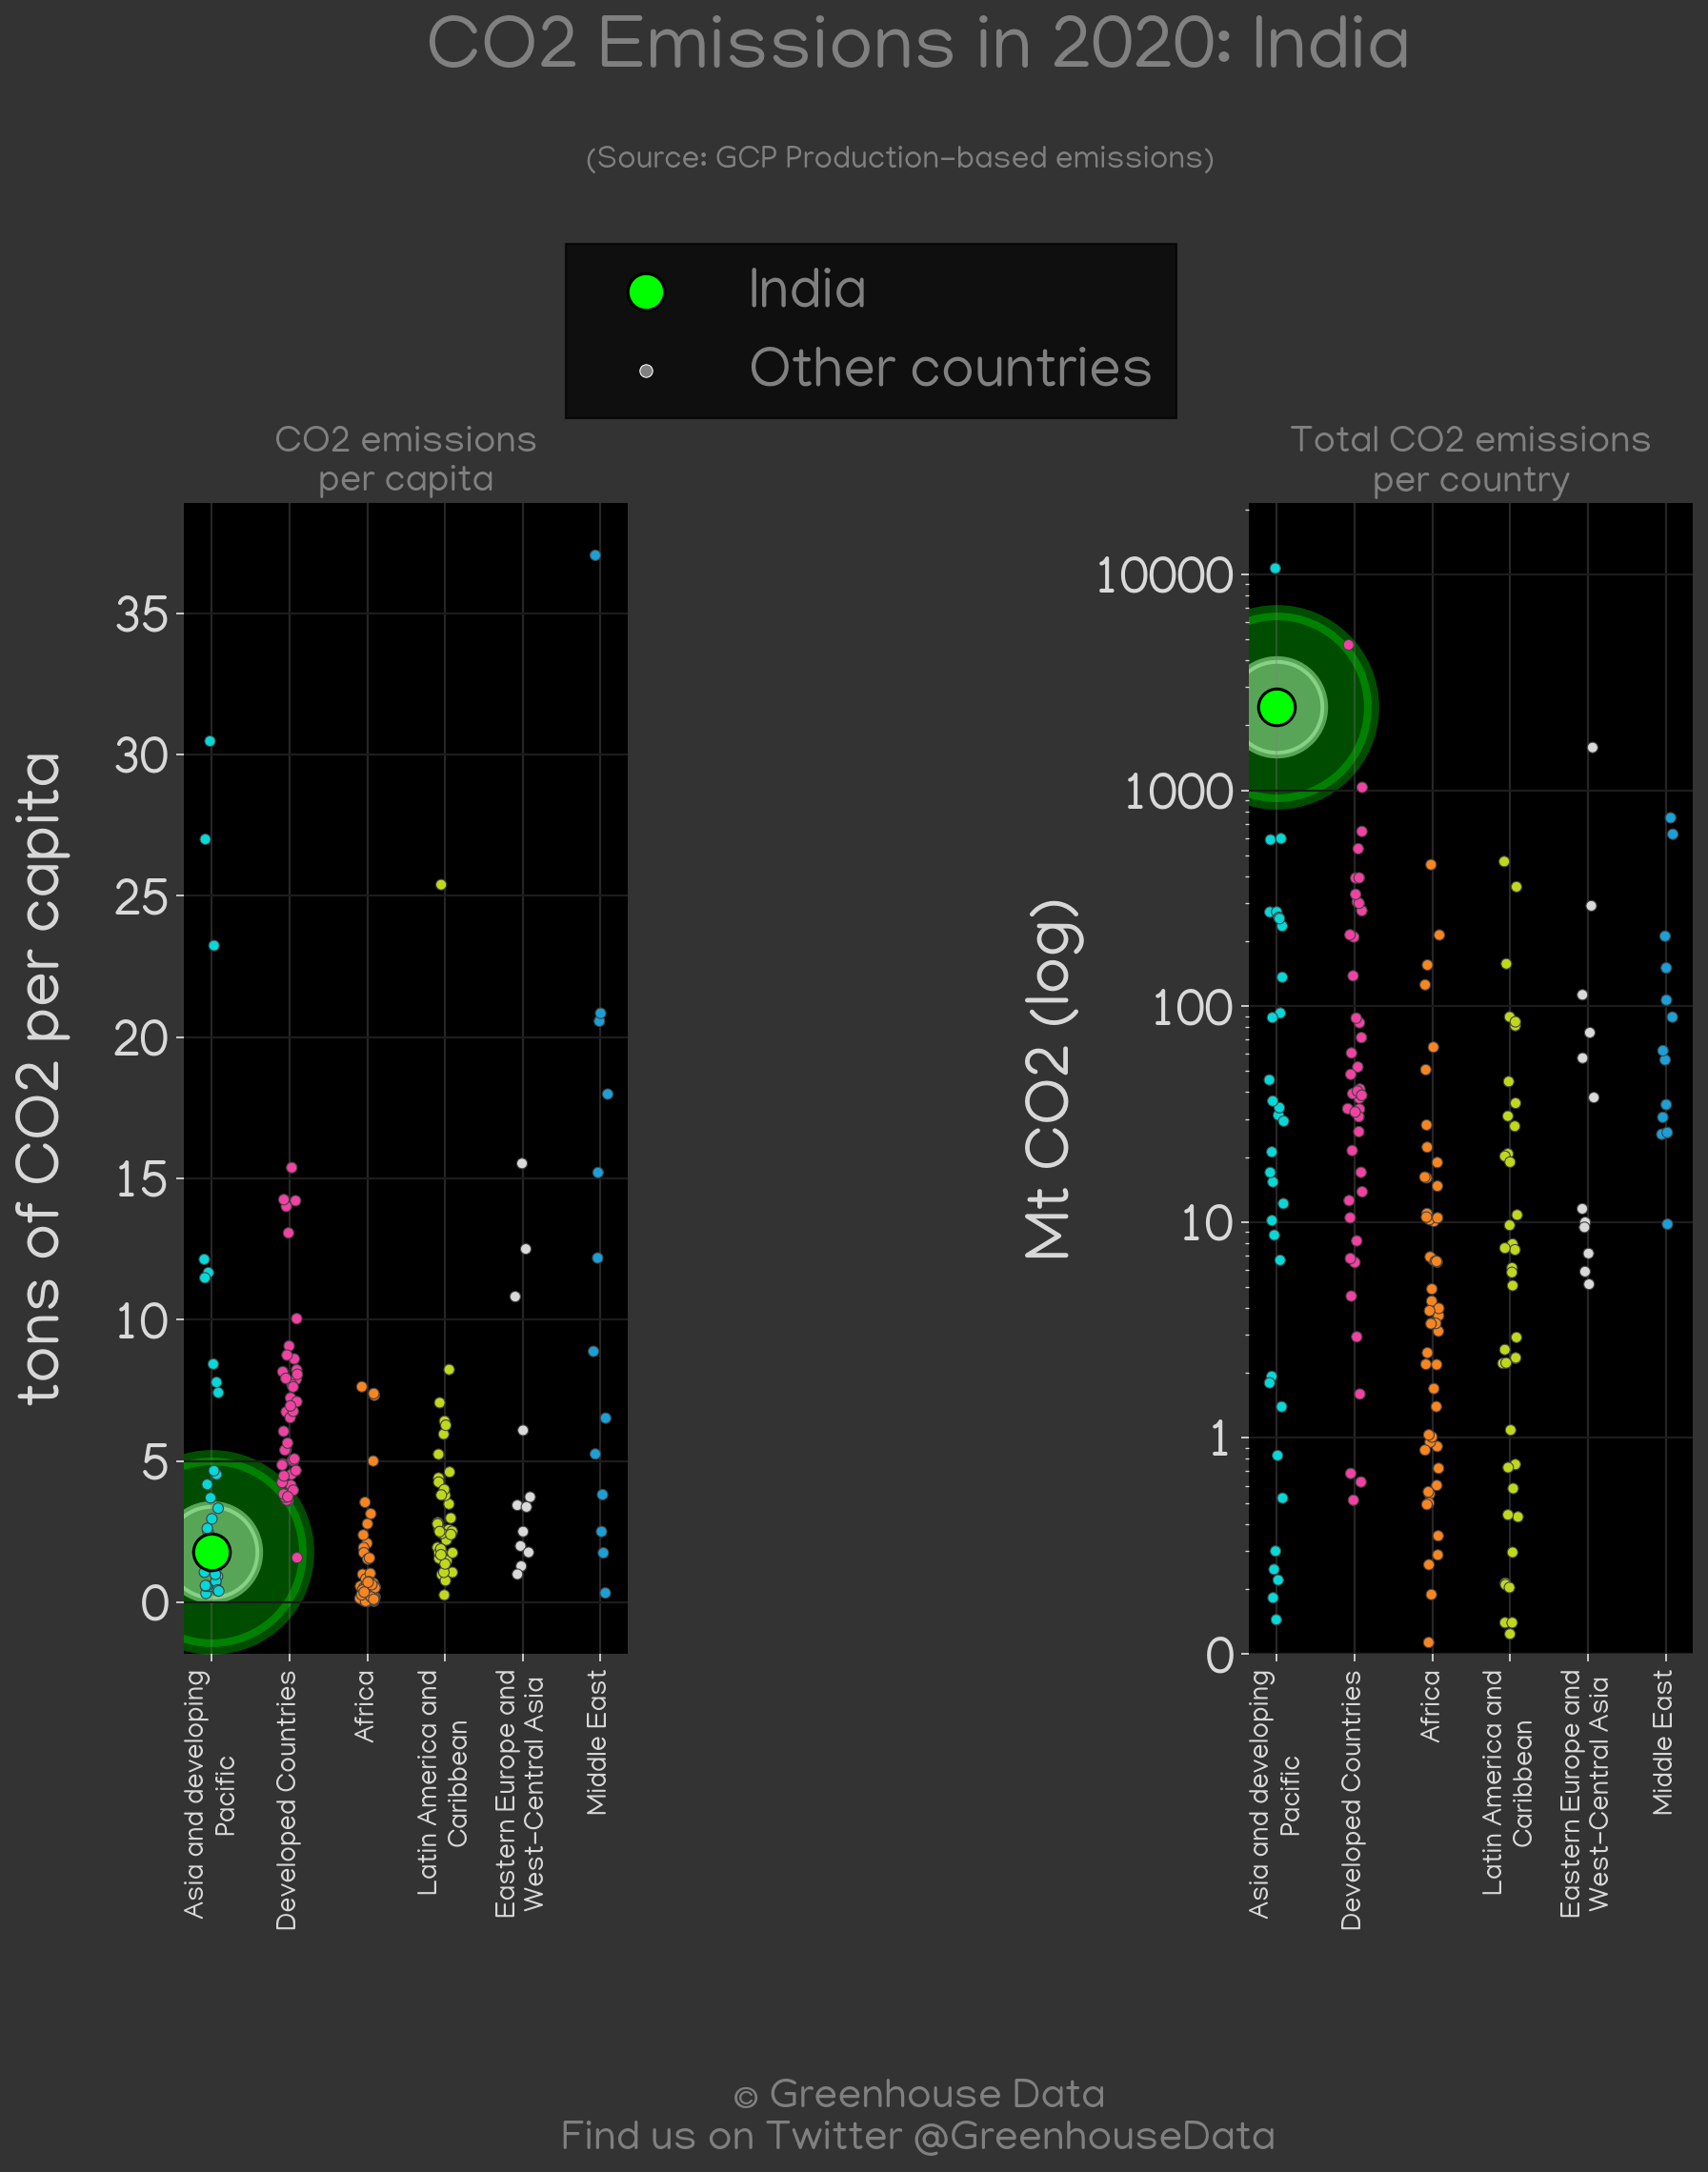 CO2 Emissions in 2020: India
(Source: GCP Production-based emissions)
India
Other countries
CO2 emissions
per capita
tons of CO2 per capita
35
30
25
20
15
10
5
0
Asia and developing
Pacific
Developed Countries
Africa
Latin America and
Caribbean
Eastern Europe and
West-Central Asia
Middle East
Total CO2 emissions
per country
Mt CO2 (log)
10000
1000
100
10
1
0
Asia and developing
Pacific
Developed Countries
Africa
Latin America and
Caribbean
Eastern Europe and
West-Central Asia
Middle East
© Greenhouse Data
Find us on Twitter @GreenhouseData